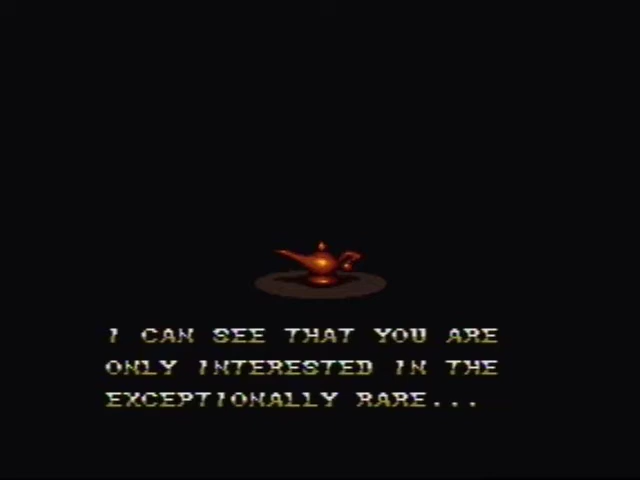 I CAN SEE THAT YOU ARE
ONLY INTERESTED IN THE
EXCEPTIONALLY RARE...